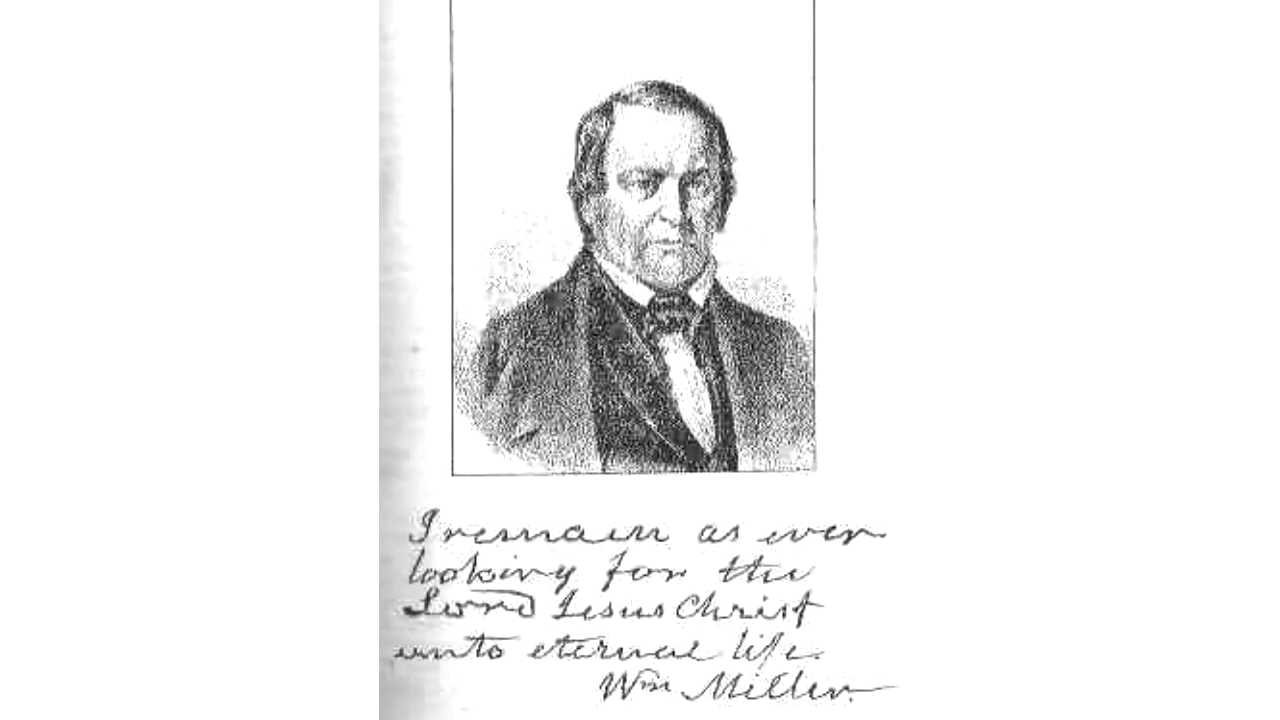 I remain as ever
looking for the
Lord Jesus Christ
unto eternal life.
Wm Miller.